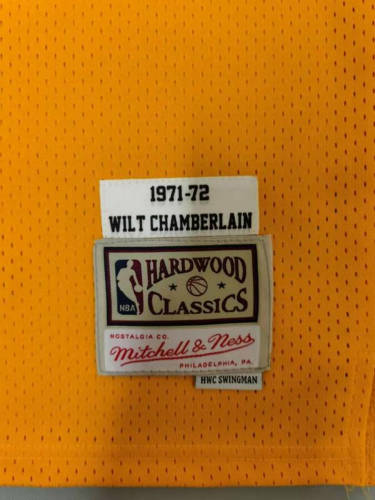 1971-72
WILT CHAMBERLAIN
HARDWOOD
NBA
CLASSICS
NOSTALGIA CO.
Mitchell & Ness
PHILADELPHIA, PA.
HWC SWINGMAN